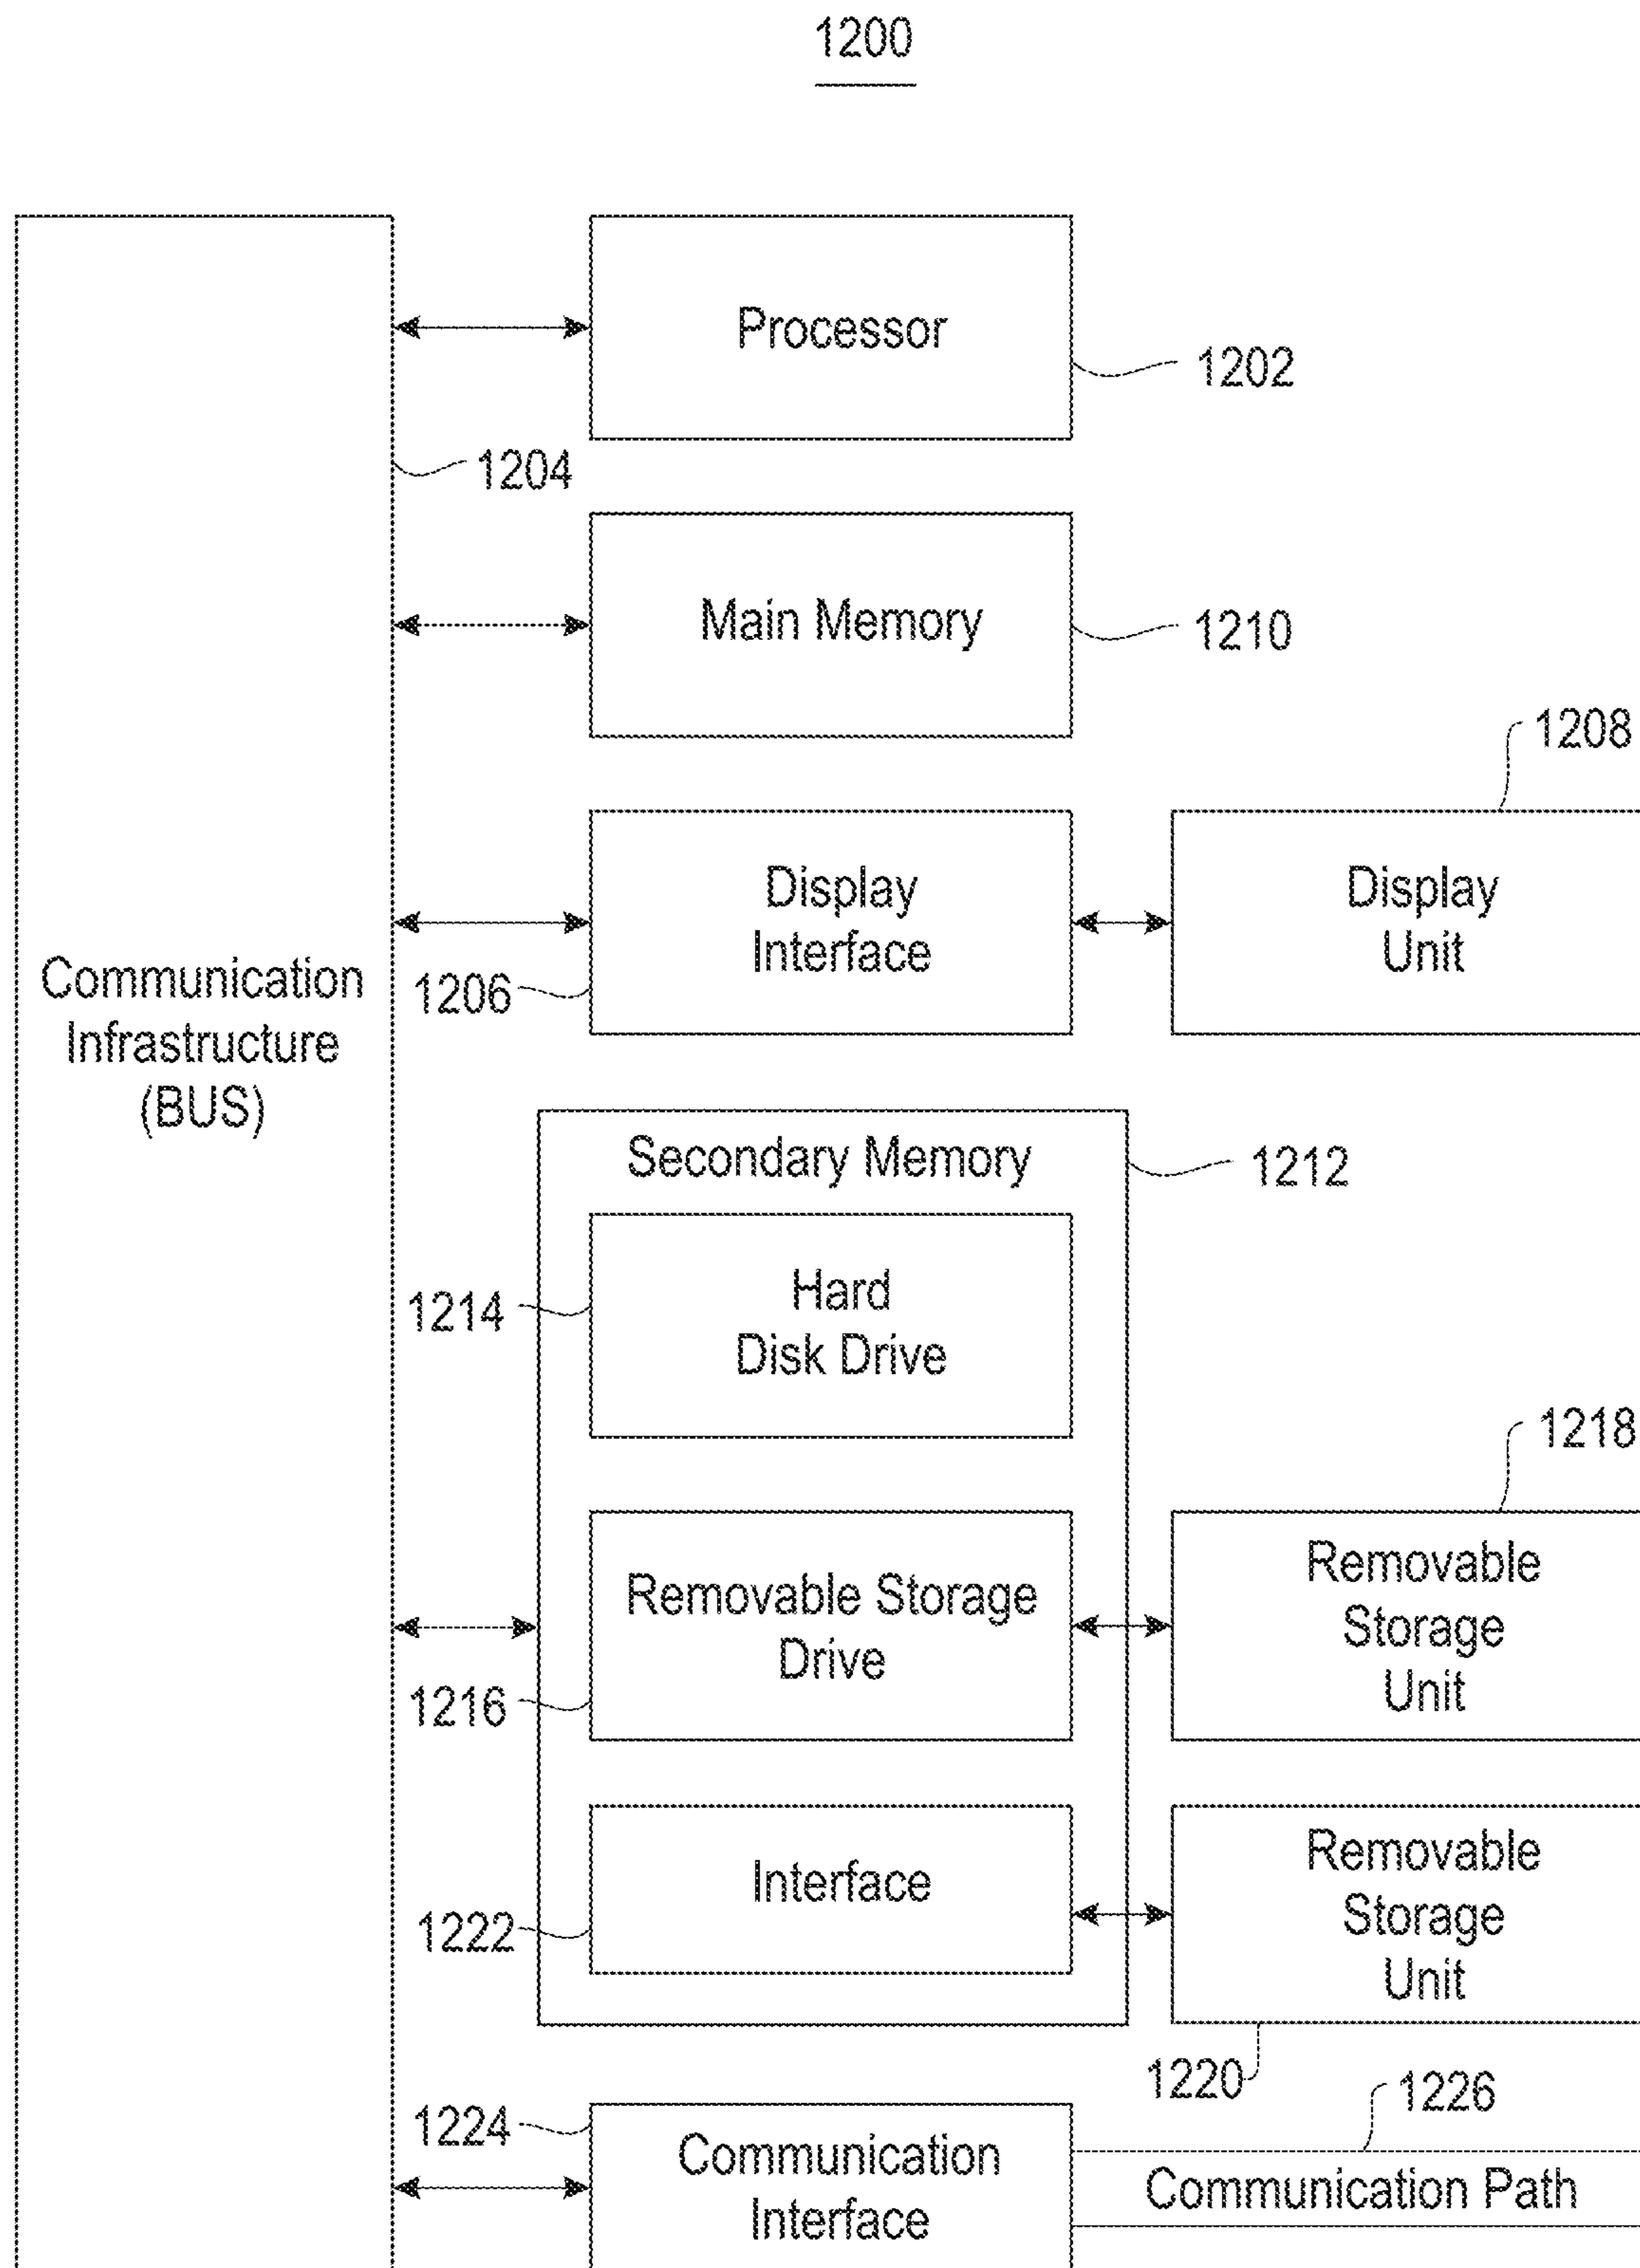 1200
Processor
1202
1204
Main Memory
1210
1208
Display
Interface
1206
Display
Unit
Communication
Infrastructure
(BUS)
Secondary Memory
1212
Hard
Disk Drive
1214
1218
Removable Storage
Drive
1216
Removable
Storage
Unit
Interface
1222
Removable
Storage
Unit
1220
1226
1224
Communication
Interface
Communication Path